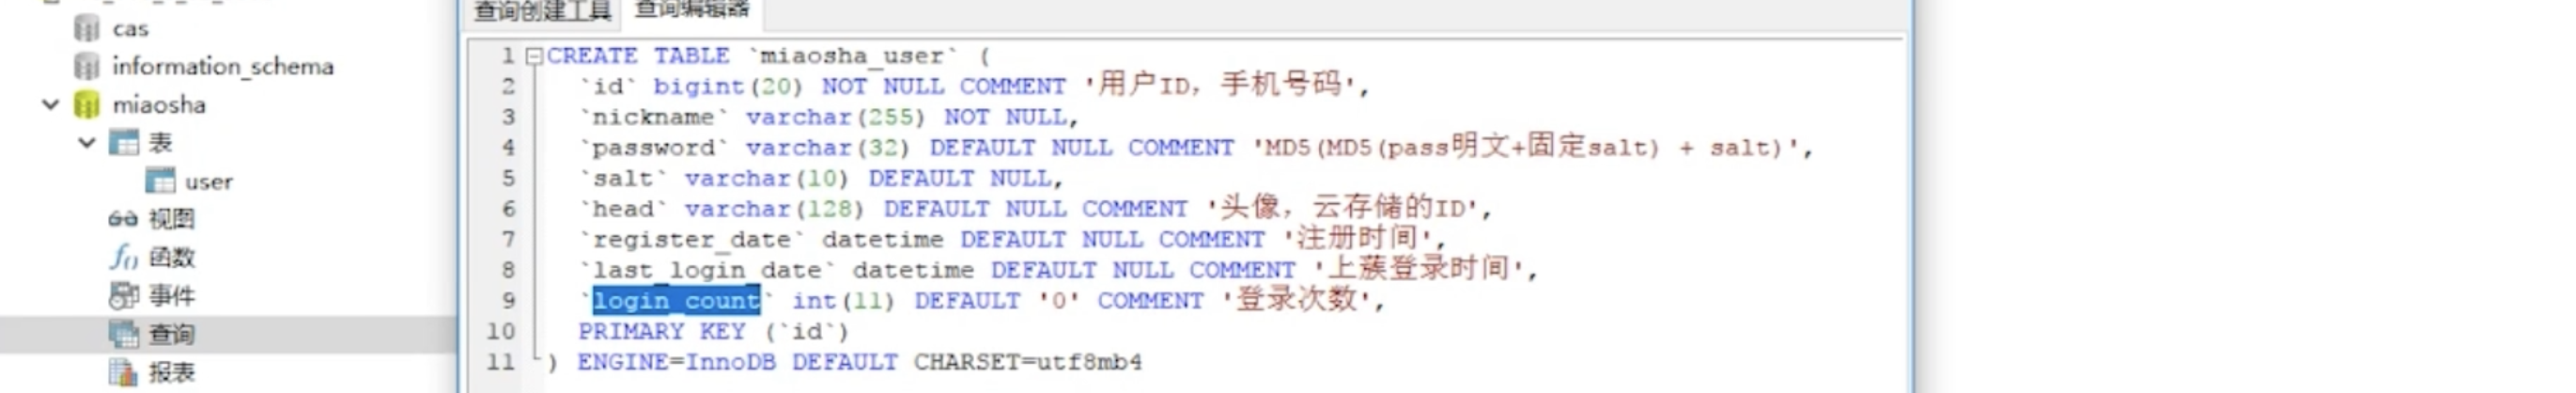 查询创建工具
查询编辑器
cas
information_schema
miaosha
表
user
视图
f() 函数
事件
查询
报表
1 CREATE TABLE `miaosha_user` (
2 `id` bigint(20) NOT NULL COMMENT '用户ID，手机号码',
3 `nickname` varchar(255) NOT NULL,
4 `password` varchar(32) DEFAULT NULL COMMENT 'MD5(MD5(pass明文+固定salt) + salt)',
5 `salt` varchar(10) DEFAULT NULL,
6 `head` varchar(128) DEFAULT NULL COMMENT '头像，云存储的ID',
7 `register_date` datetime DEFAULT NULL COMMENT '注册时间',
8 `last_login_date` datetime DEFAULT NULL COMMENT '上蔟登录时间',
9 `login_count` int(11) DEFAULT '0' COMMENT '登录次数',
10 PRIMARY KEY (`id`)
11 ) ENGINE=InnoDB DEFAULT CHARSET=utf8mb4